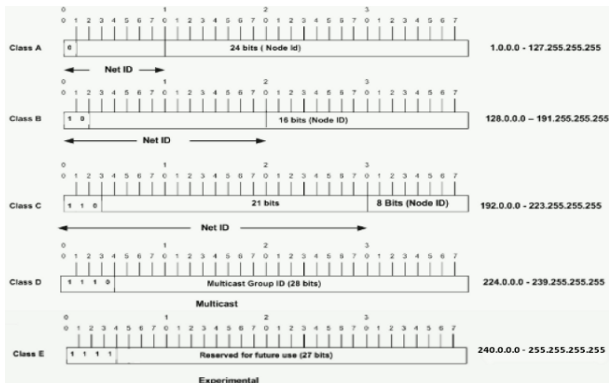 0 1 2 3
0 1 2 3 4 5 6 7 0 1 2 3 4 5 6 7 0 1 2 3 4 5 6 7 0 1 2 3 4 5 6 7
Class A 0 24 bits ( Node Id) 1.0.0.0 - 127.255.255.255
Net ID
0 1 2 3
0 1 2 3 4 5 6 7 0 1 2 3 4 5 6 7 0 1 2 3 4 5 6 7 0 1 2 3 4 5 6 7
Class B 1 0 16 bits (Node ID) 128.0.0.0 – 191.255.255.255
Net ID
0 1 2 3
0 1 2 3 4 5 6 7 0 1 2 3 4 5 6 7 0 1 2 3 4 5 6 7 0 1 2 3 4 5 6 7
Class C 1 1 0 21 bits 8 Bits (Node ID) 192.0.0.0 - 223.255.255.255
Net ID
0 1 2 3
0 1 2 3 4 5 6 7 0 1 2 3 4 5 6 7 0 1 2 3 4 5 6 7 0 1 2 3 4 5 6 7
Class D 1 1 1 0 Multicast Group ID (28 bits) 224.0.0.0 - 239.255.255.255
Multicast
0 1 2 3
0 1 2 3 4 5 6 7 0 1 2 3 4 5 6 7 0 1 2 3 4 5 6 7 0 1 2 3 4 5 6 7
Class E 1 1 1 1 Reserved for future use (27 bits) 240.0.0.0 - 255.255.255.255
Experimental